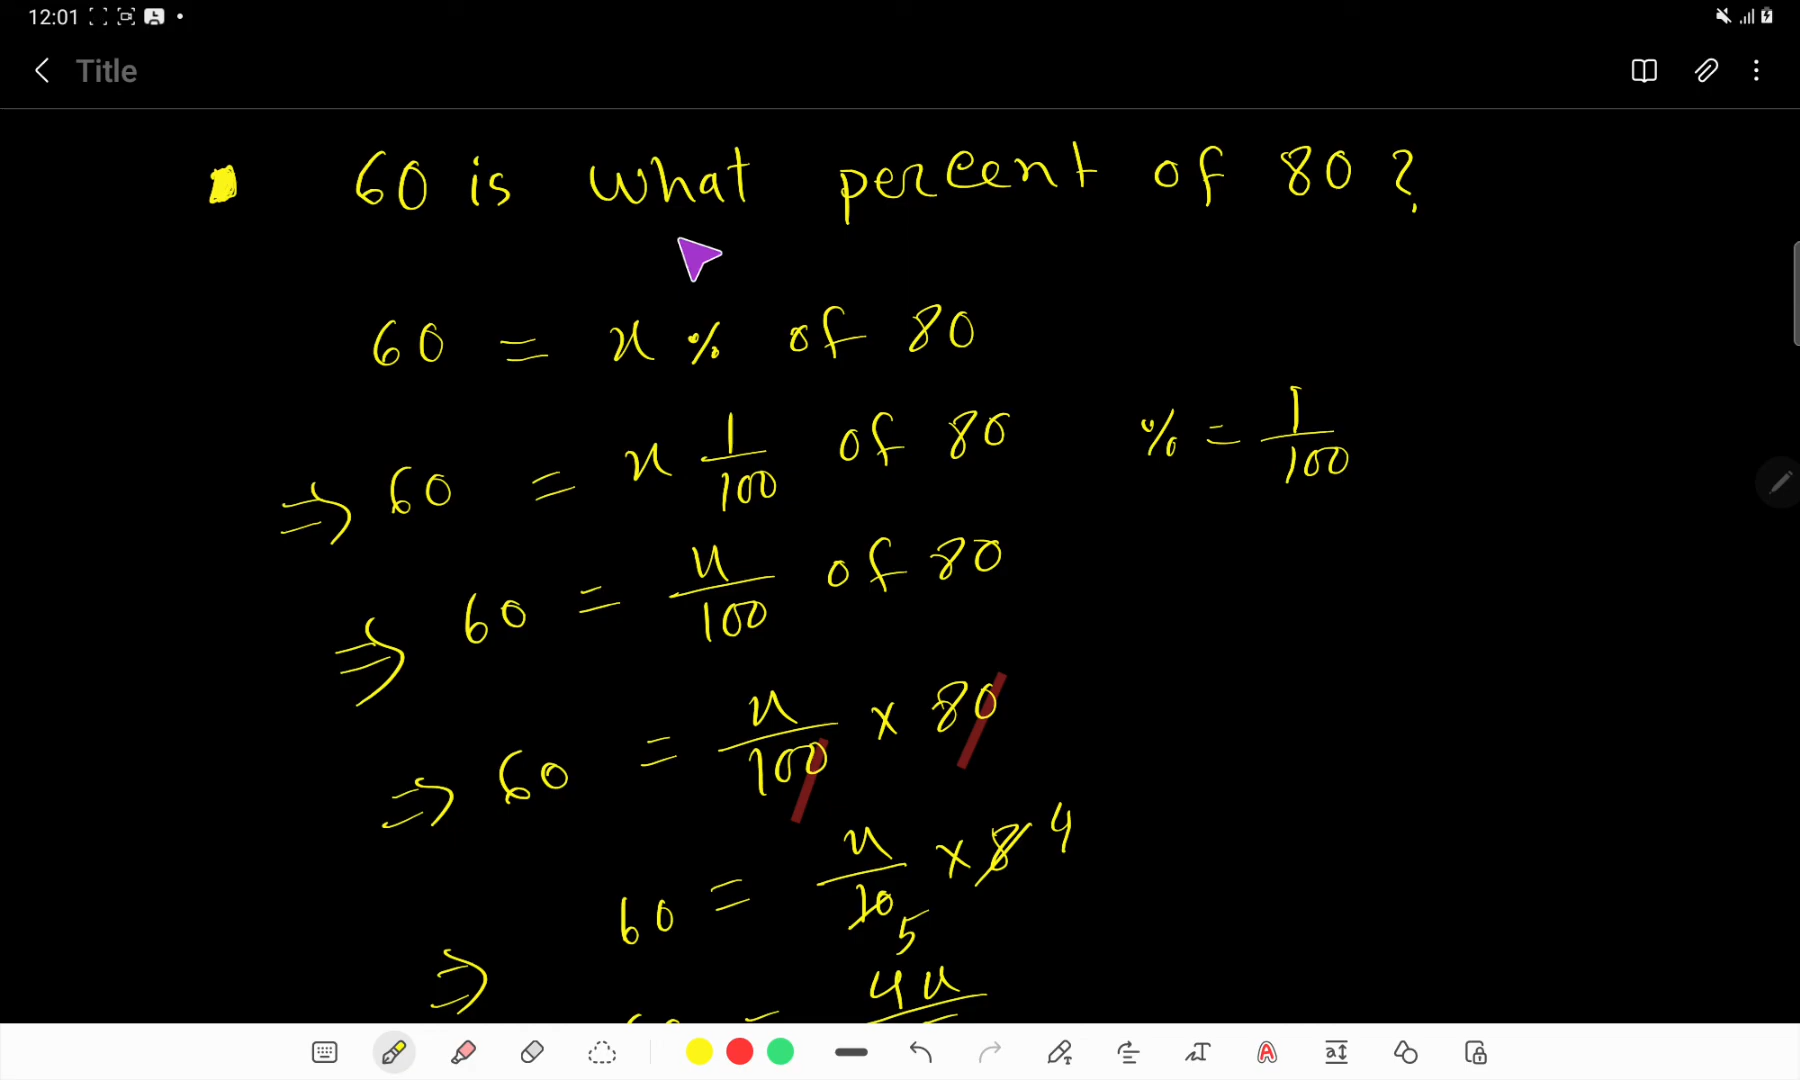 12:01
Title
60 is what percent of 80?
60 = x % of 80
⇒ 60 = x 1/100 of 80 % = 1/100
⇒ 60 = x/100 of 80
⇒ 60 = x/100 × 80
60 = x/10 5 × 8 4
⇒
60 = 4x